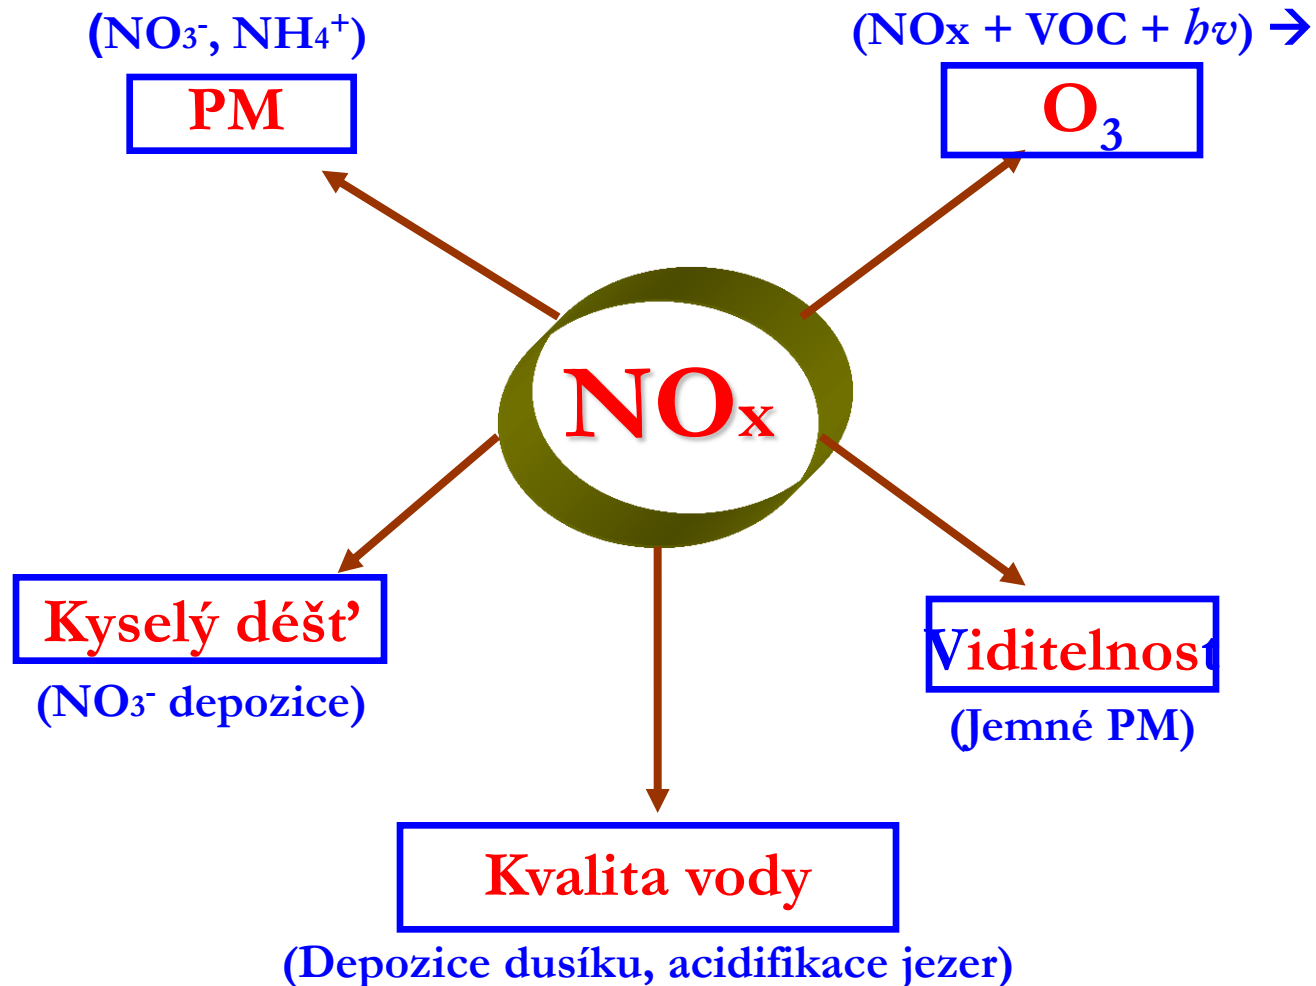 (NO₃⁻, NH₄⁺)
PM
(NOx + VOC + hν) →
O₃
NOx
Kyselý déšť
(NO₃⁻ depozice)
Viditelnost
(Jemné PM)
Kvalita vody
(Depozice dusíku, acidifikace jezer)